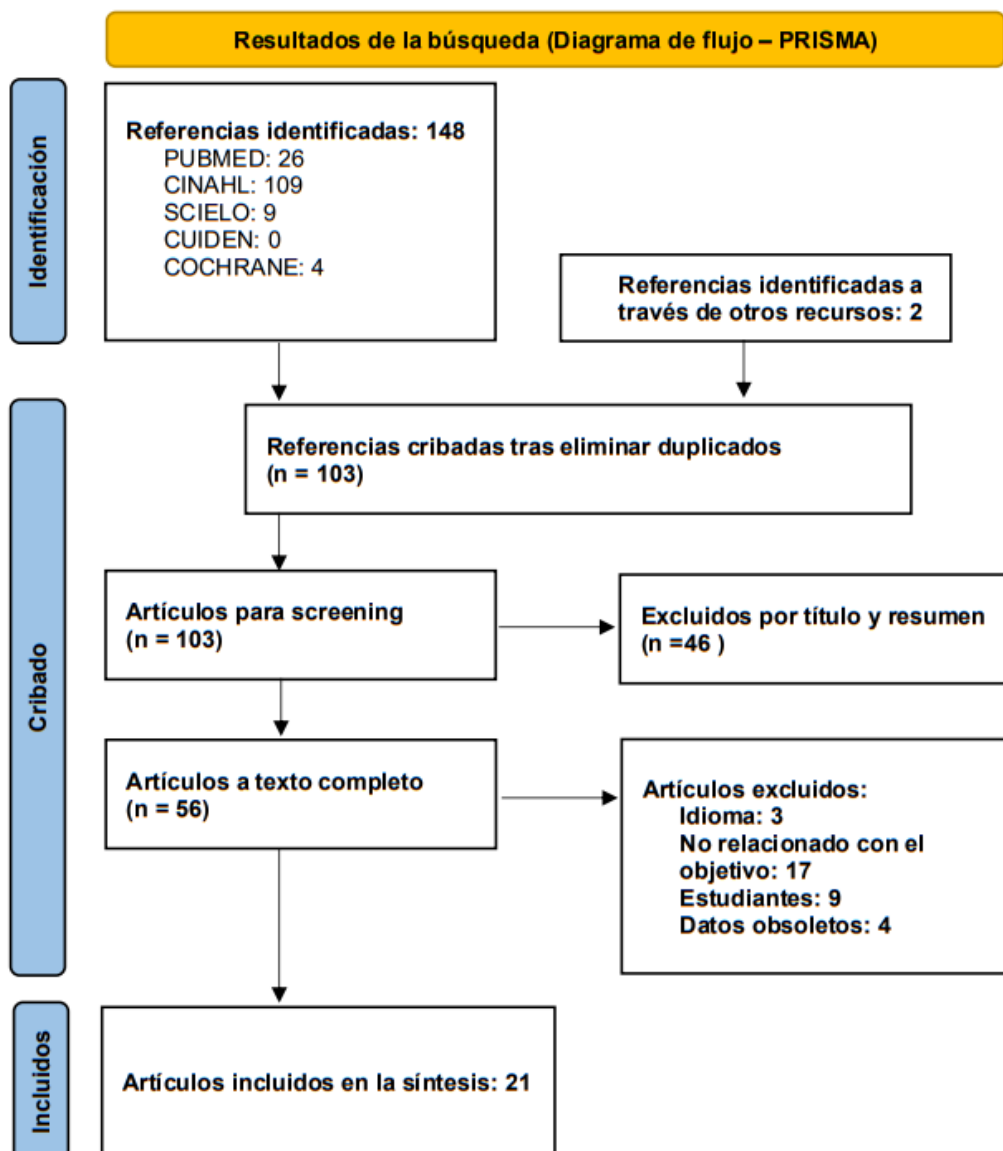 Resultados de la búsqueda (Diagrama de flujo – PRISMA)
Identificación
Referencias identificadas: 148
PUBMED: 26
CINAHL: 109
SCIELO: 9
CUIDEN: 0
COCHRANE: 4
Referencias identificadas a
través de otros recursos: 2
Cribado
Referencias cribadas tras eliminar duplicados
(n = 103)
Artículos para screening
(n = 103)
Excluidos por título y resumen
(n =46 )
Artículos a texto completo
(n = 56)
Artículos excluidos:
Idioma: 3
No relacionado con el
objetivo: 17
Estudiantes: 9
Datos obsoletos: 4
Incluidos
Artículos incluidos en la síntesis: 21